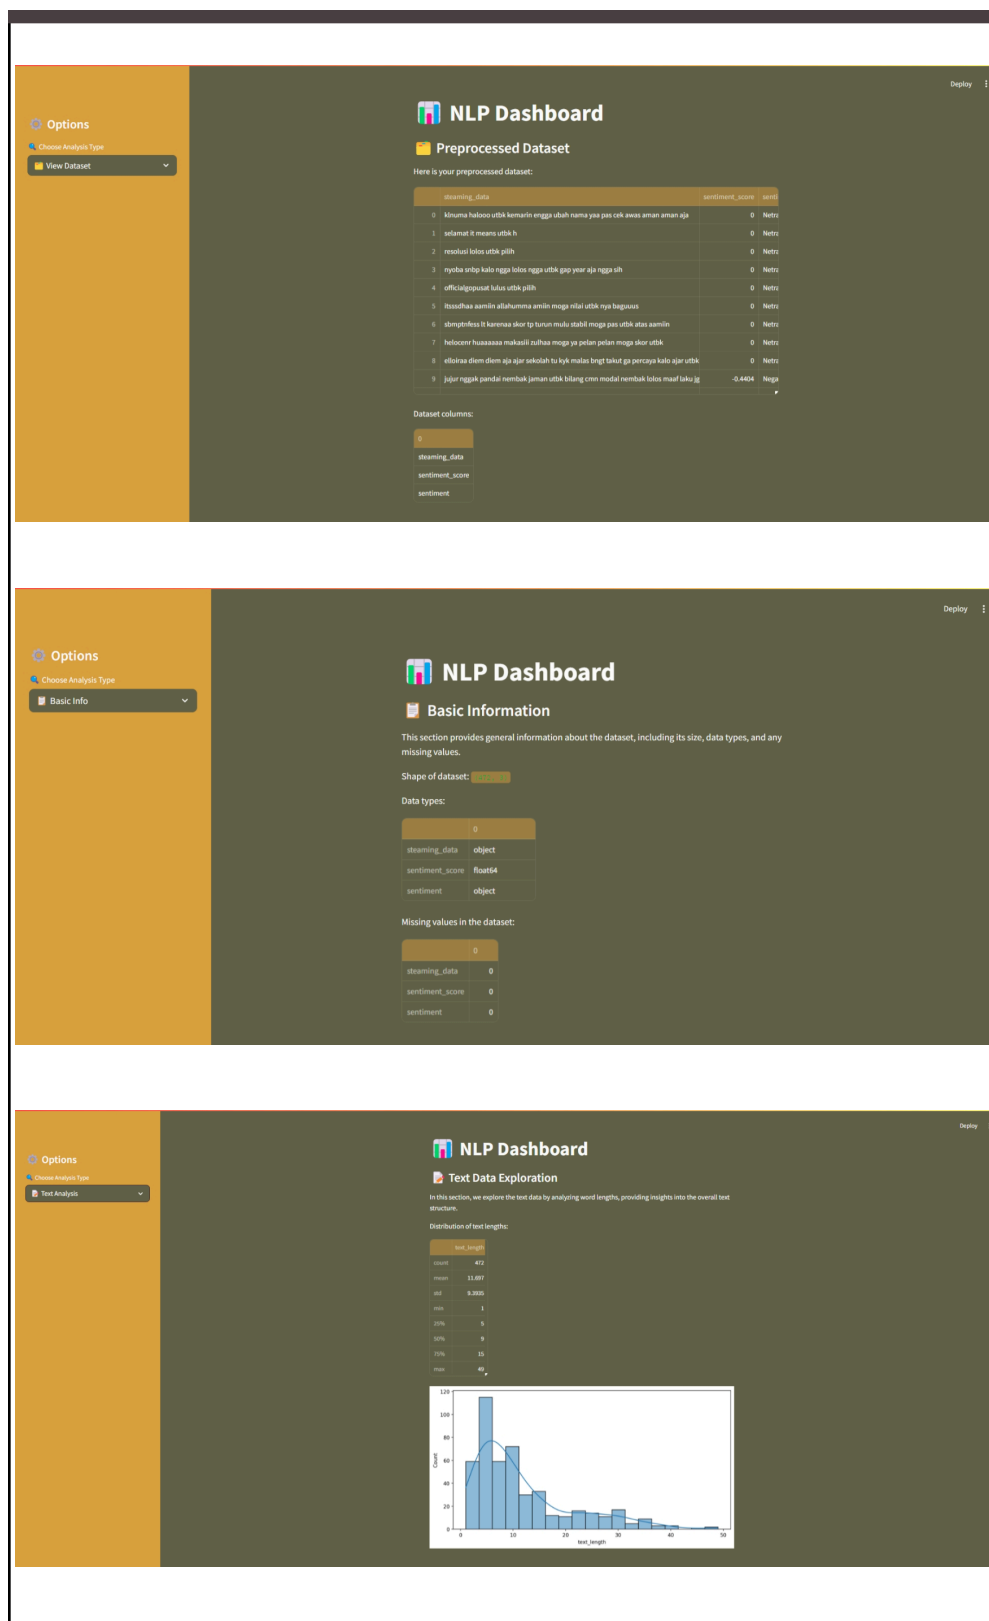 Deploy
Options
Choose Analysis Type
View Dataset
NLP Dashboard
Preprocessed Dataset
Here is your preprocessed dataset:
steaming_data sentiment_score senti
0 klnuma halooo utbk kemarin engga ubah nama yaa pas cek awas aman aman aja 0 Netra
1 selamat it means utbk h 0 Netra
2 resolusi lolos utbk pilih 0 Netra
3 nyoba snbp kalo ngga lolos ngga utbk gap year aja ngga sih 0 Netra
4 officialgopusat lulus utbk pilih 0 Netra
5 itsssdhaa aamiin allahumma amiin moga nilai utbk nya baguuus 0 Netra
6 sbmptnfess lt karenaa skor tp turun mulu stabil moga pas utbk atas aamiin 0 Netra
7 helocenr huaaaaaa makasiii zulhaa moga ya pelan pelan moga skor utbk 0 Netra
8 elloiraa diem diem aja ajar sekolah tu kyk malas bngt takut ga percaya kalo ajar utbk 0 Netra
9 jujur nggak pandai nembak jaman utbk bilang cmn modal nembak lolos maaf laku jg -0.4404 Nega
Dataset columns:
0
steaming_data
sentiment_score
sentiment
Deploy
Options
Choose Analysis Type
Basic Info
NLP Dashboard
Basic Information
This section provides general information about the dataset, including its size, data types, and any
missing values.
Shape of dataset:
Data types:
0
steaming_data object
sentiment_score float64
sentiment object
Missing values in the dataset:
0
steaming_data 0
sentiment_score 0
sentiment 0
Deploy
Options
Choose Analysis Type
Text Analysis
NLP Dashboard
Text Data Exploration
In this section, we explore the text data by analyzing word lengths, providing insights into the overall text
structure.
Distribution of text lengths:
text_length
count 472
mean 11.697
std 9.3935
min 1
25% 5
50% 9
75% 15
max 49
120
100
80
60
40
20
0
Count
0 10 20 30 40 50
text_length